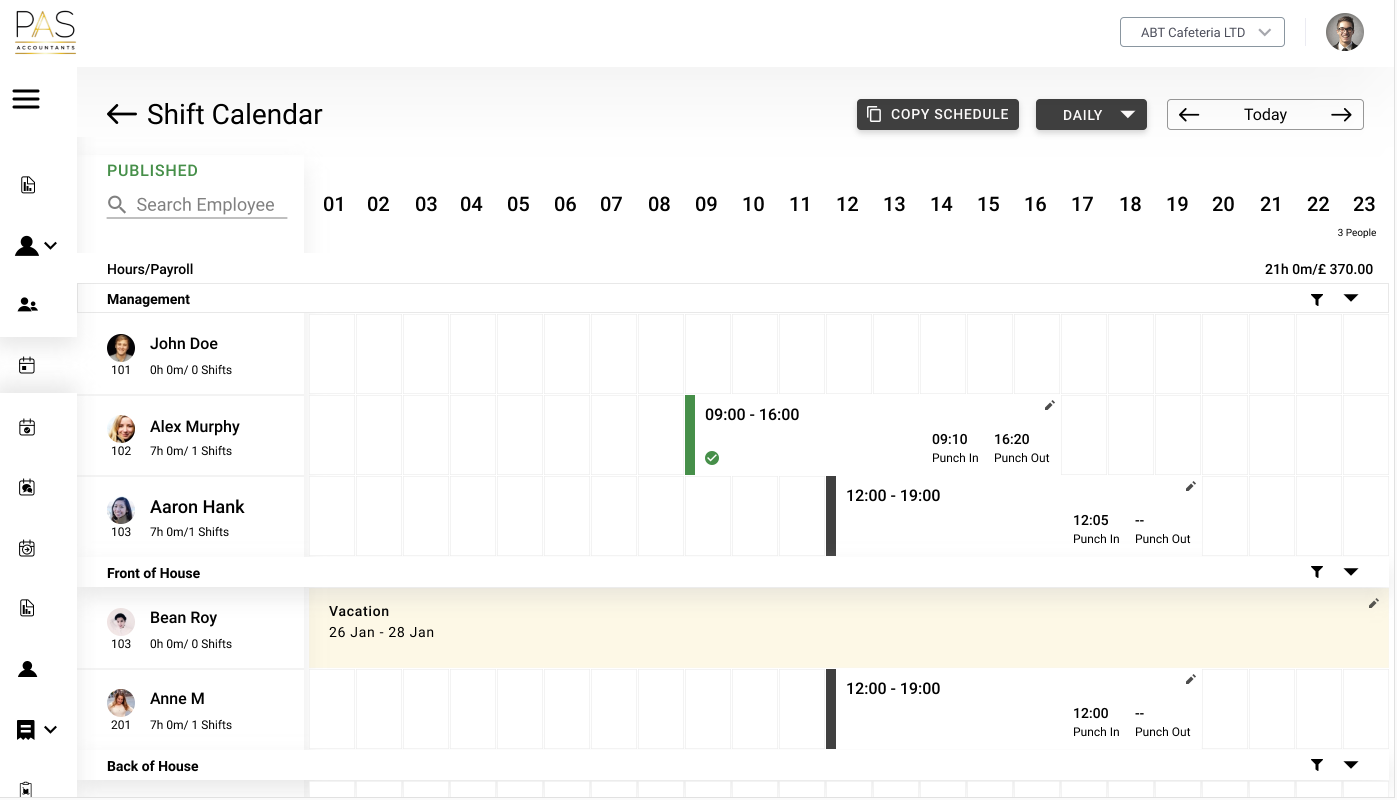 PAS
ACCOUNTANTS
ABT Cafeteria LTD
Shift Calendar
COPY SCHEDULE
DAILY
Today
PUBLISHED
Search Employee
01 02 03 04 05 06 07 08 09 10 11 12 13 14 15 16 17 18 19 20 21 22 23
3 People
Hours/Payroll
21h 0m/£ 370.00
Management
John Doe
101
0h 0m/ 0 Shifts
Alex Murphy
102
7h 0m/ 1 Shifts
09:00 - 16:00
09:10
16:20
Punch In
Punch Out
Aaron Hank
103
7h 0m/1 Shifts
12:00 - 19:00
12:05
--
Punch In
Punch Out
Front of House
Bean Roy
103
0h 0m/ 0 Shifts
Vacation
26 Jan - 28 Jan
Anne M
201
7h 0m/ 1 Shifts
12:00 - 19:00
12:00
--
Punch In
Punch Out
Back of House